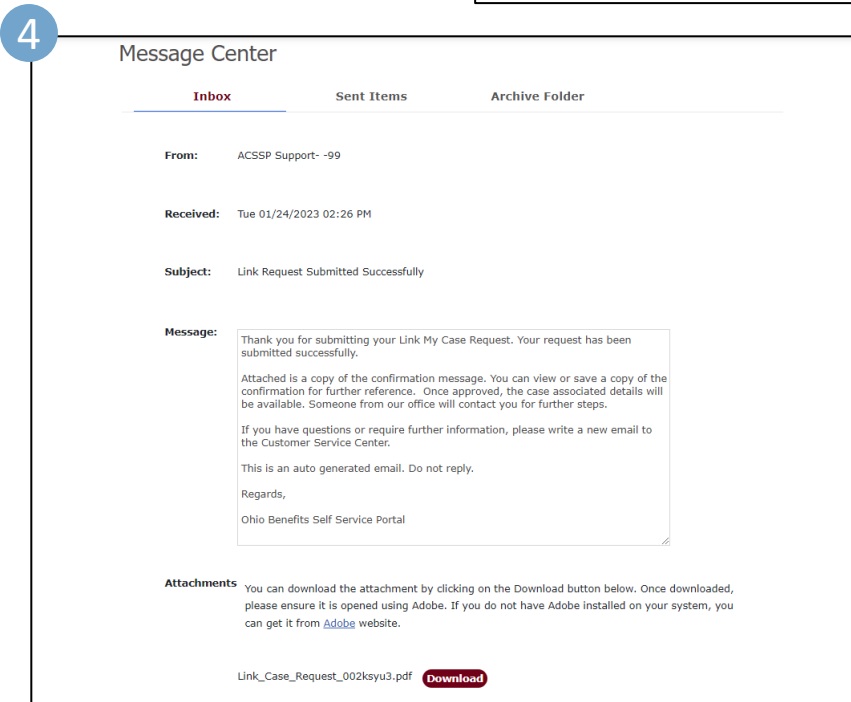 4
Message Center
Inbox Sent Items Archive Folder
From: ACSSP Support- -99
Received: Tue 01/24/2023 02:26 PM
Subject: Link Request Submitted Successfully
Message:
Thank you for submitting your Link My Case Request. Your request has been
submitted successfully.
Attached is a copy of the confirmation message. You can view or save a copy of the
confirmation for further reference.  Once approved, the case associated details will
be available. Someone from our office will contact you for further steps.
If you have questions or require further information, please write a new email to
the Customer Service Center.
This is an auto generated email. Do not reply.
Regards,
Ohio Benefits Self Service Portal
Attachments
You can download the attachment by clicking on the Download button below. Once downloaded,
please ensure it is opened using Adobe. If you do not have Adobe installed on your system, you
can get it from Adobe website.
Link_Case_Request_002ksyu3.pdf Download